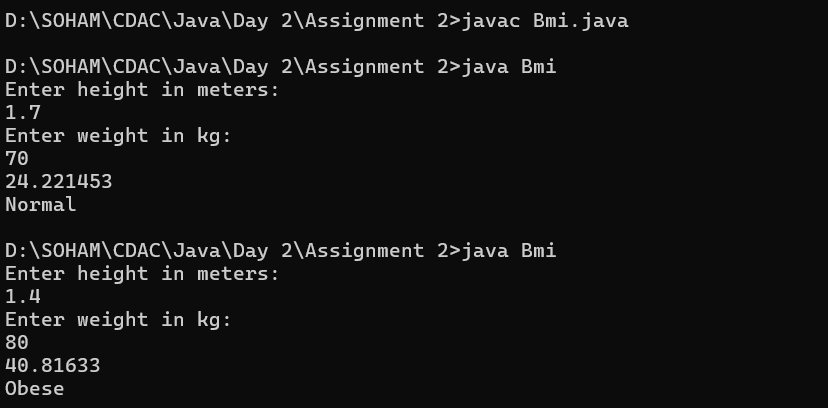 D:\SOHAM\CDAC\Java\Day 2\Assignment 2>javac Bmi.java
D:\SOHAM\CDAC\Java\Day 2\Assignment 2>java Bmi
Enter height in meters:
1.7
Enter weight in kg:
70
24.221453
Normal
D:\SOHAM\CDAC\Java\Day 2\Assignment 2>java Bmi
Enter height in meters:
1.4
Enter weight in kg:
80
40.81633
Obese